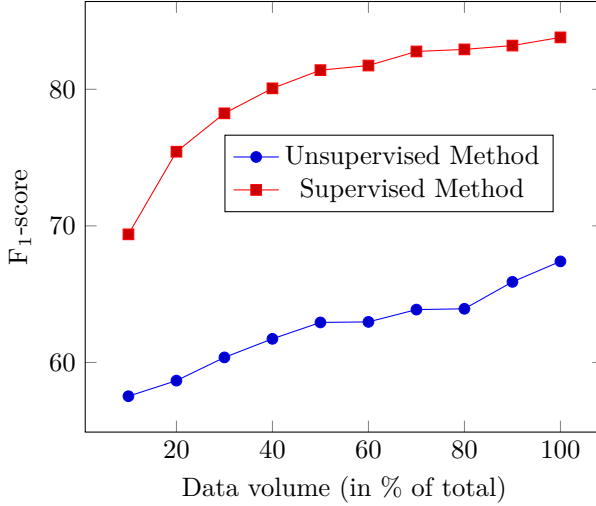 80
70
60
F₁-score
Unsupervised Method
Supervised Method
20 40 60 80 100
Data volume (in % of total)